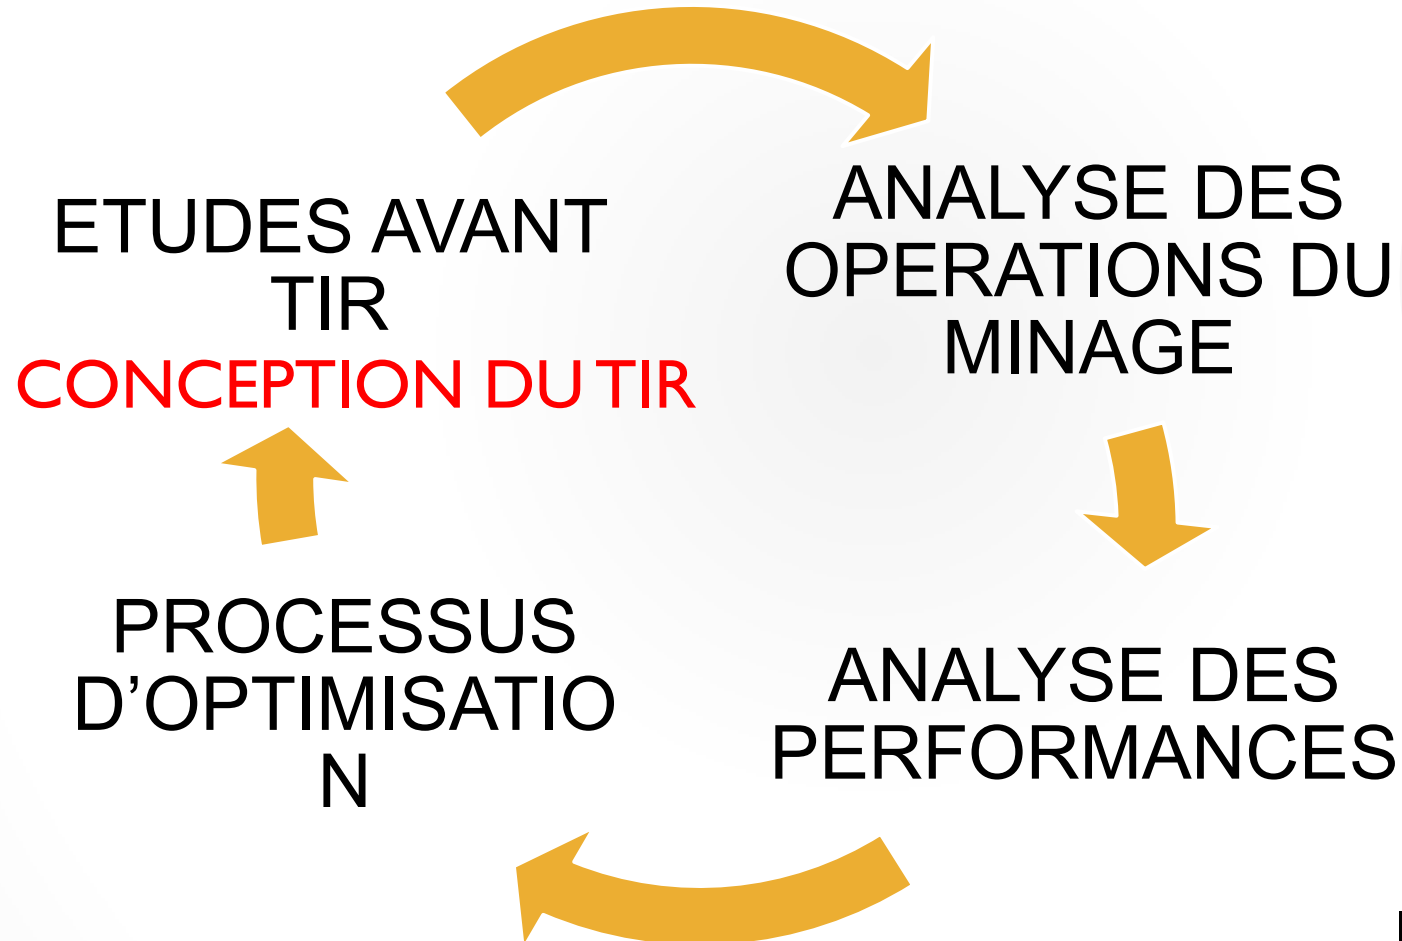 ETUDES AVANT
TIR
CONCEPTION DU TIR
ANALYSE DES
OPERATIONS DU
MINAGE
PROCESSUS
D’OPTIMISATIO
N
ANALYSE DES
PERFORMANCES